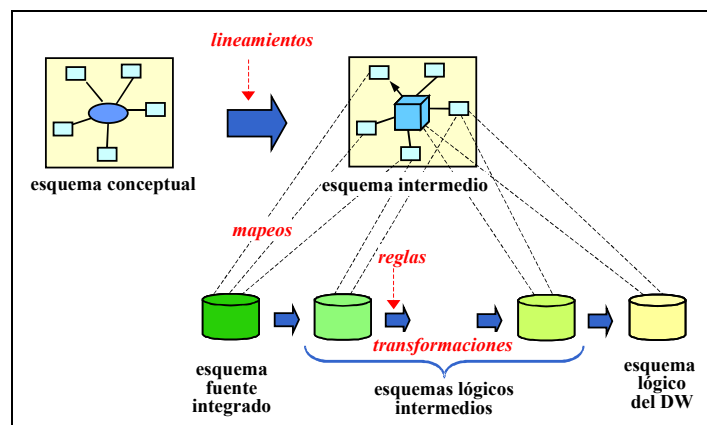 lineamientos
esquema conceptual
esquema intermedio
mapeos
reglas
transformaciones
esquema
fuente
integrado
esquemas lógicos
intermedios
esquema
lógico
del DW